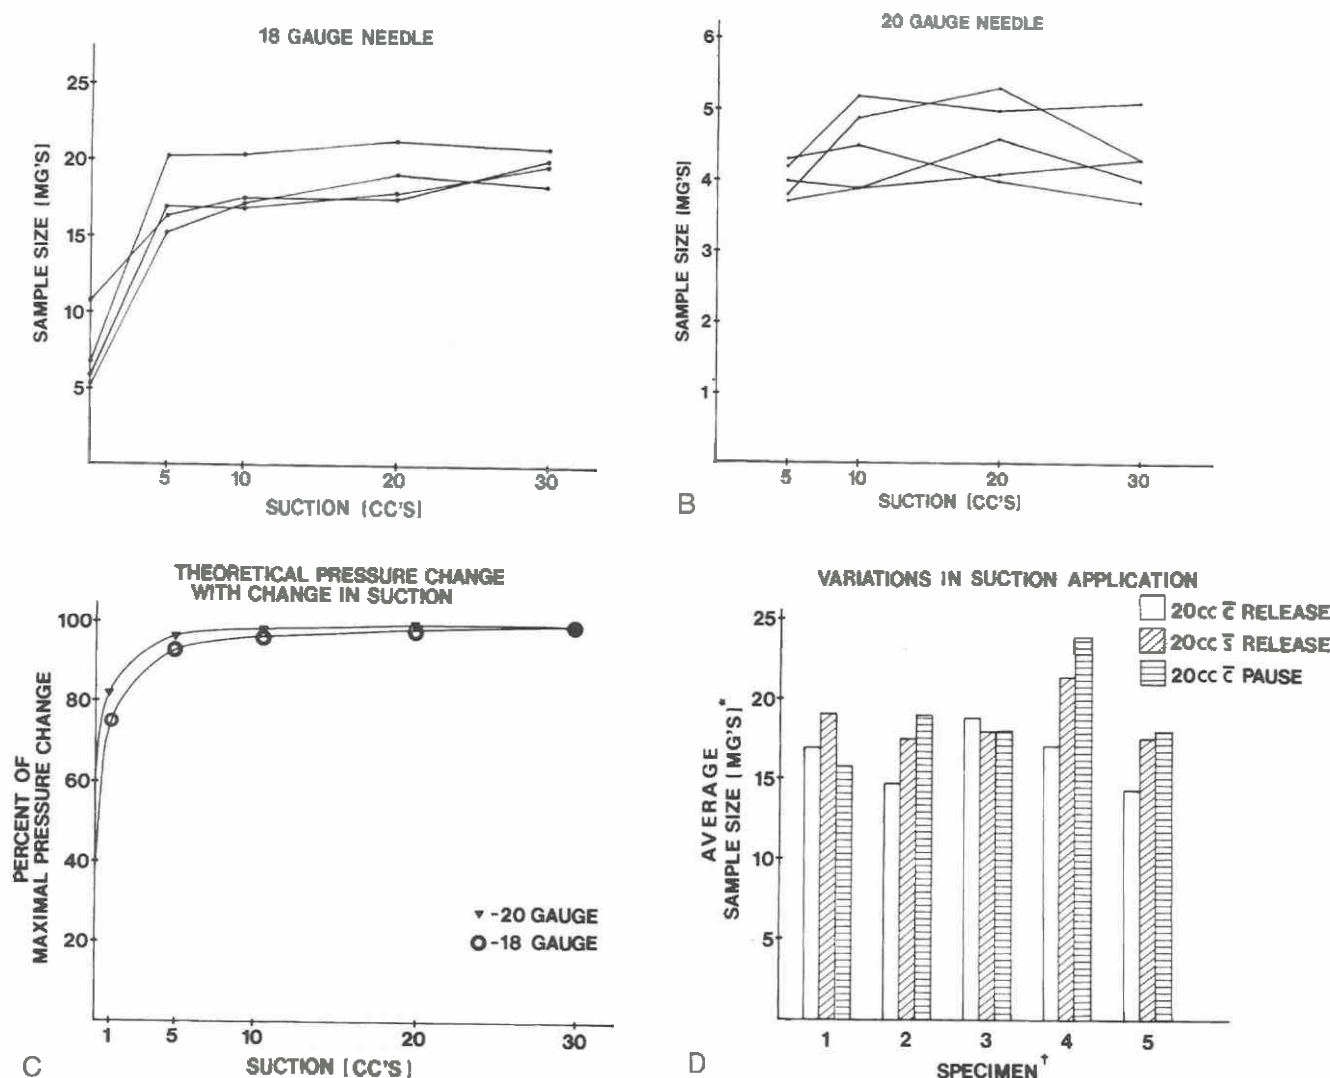 18 GAUGE NEEDLE
25
20
15
10
5
SAMPLE SIZE [MG'S]
5 10 20 30
SUCTION [CC'S]
20 GAUGE NEEDLE
6
5
4
3
2
1
SAMPLE SIZE [MG'S]
5 10 20 30
SUCTION [CC'S]
B
THEORETICAL PRESSURE CHANGE
WITH CHANGE IN SUCTION
100
80
60
40
20
PERCENT OF
MAXIMAL PRESSURE CHANGE
▼-20 GAUGE
O-18 GAUGE
1 5 10 20 30
SUCTION [CC'S]
C
VARIATIONS IN SUCTION APPLICATION
20cc c̅ RELEASE
20cc s̅ RELEASE
20cc c̅ PAUSE
25
20
15
10
5
AVERAGE
SAMPLE SIZE [MG'S]*
1 2 3 4 5
SPECIMEN†
D